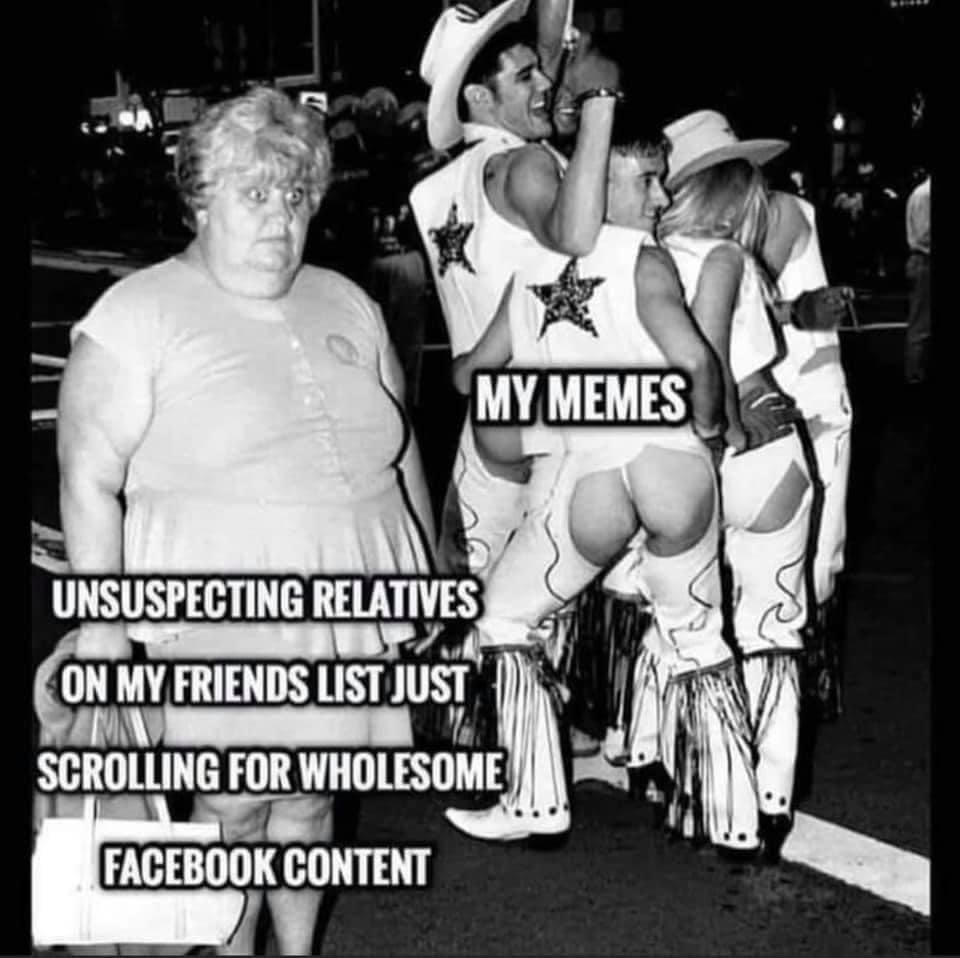 MY MEMES
UNSUSPECTING RELATIVES
ON MY FRIENDS LIST JUST
SCROLLING FOR WHOLESOME
FACEBOOK CONTENT